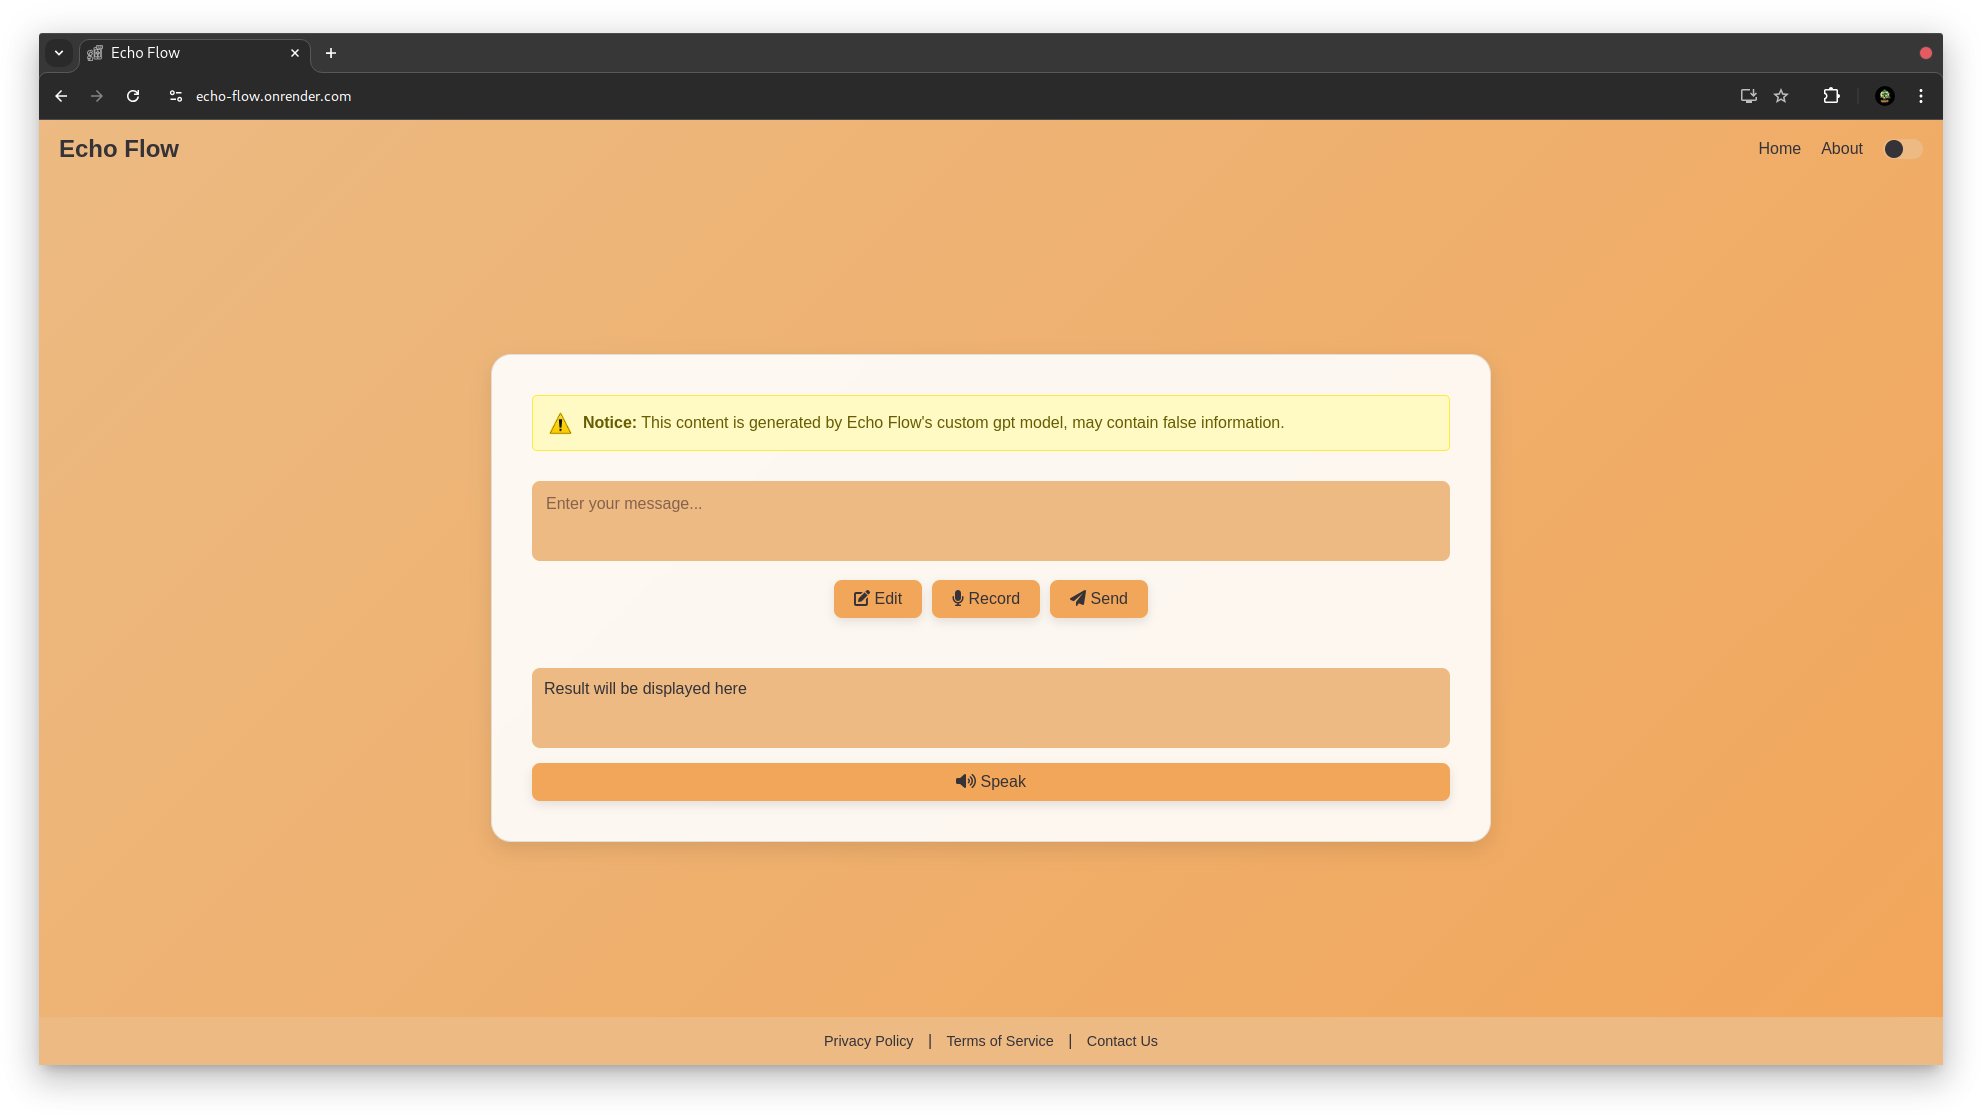 Echo Flow
echo-flow.onrender.com
Echo Flow
Home
About
Notice: This content is generated by Echo Flow's custom gpt model, may contain false information.
Enter your message...
Edit
Record
Send
Result will be displayed here
Speak
Privacy Policy | Terms of Service | Contact Us